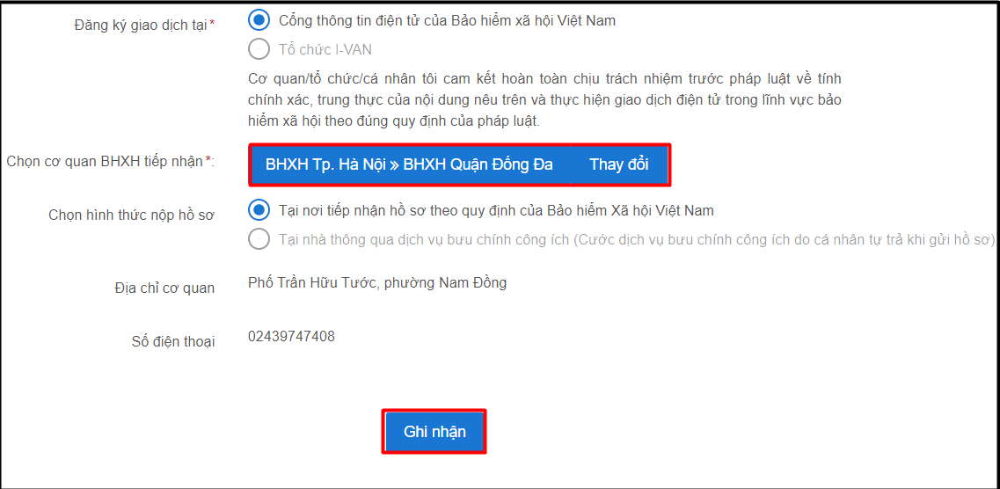 Đăng ký giao dịch tại* Cổng thông tin điện tử của Bảo hiểm xã hội Việt Nam
Tổ chức I-VAN
Cơ quan/tổ chức/cá nhân tôi cam kết hoàn toàn chịu trách nhiệm trước pháp luật về tính
chính xác, trung thực của nội dung nêu trên và thực hiện giao dịch điện tử trong lĩnh vực bảo
hiểm xã hội theo đúng quy định của pháp luật.
Chọn cơ quan BHXH tiếp nhận*: BHXH Tp. Hà Nội » BHXH Quận Đống Đa Thay đổi
Chọn hình thức nộp hồ sơ Tại nơi tiếp nhận hồ sơ theo quy định của Bảo hiểm Xã hội Việt Nam
Tại nhà thông qua dịch vụ bưu chính công ích (Cước dịch vụ bưu chính công ích do cá nhân tự trả khi gửi hồ sơ)
Địa chỉ cơ quan Phố Trần Hữu Tước, phường Nam Đồng
Số điện thoại 02439747408
Ghi nhận